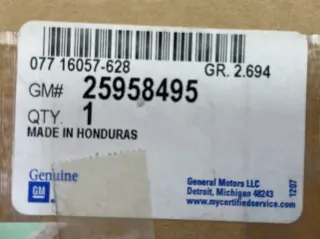 077 16057-628 GR. 2.694
GM# 25958495
QTY. 1
MADE IN HONDURAS
Genuine
GM
General Motors LLC
Detroit, Michigan 48243
www.mycertifiedservice.com
1207